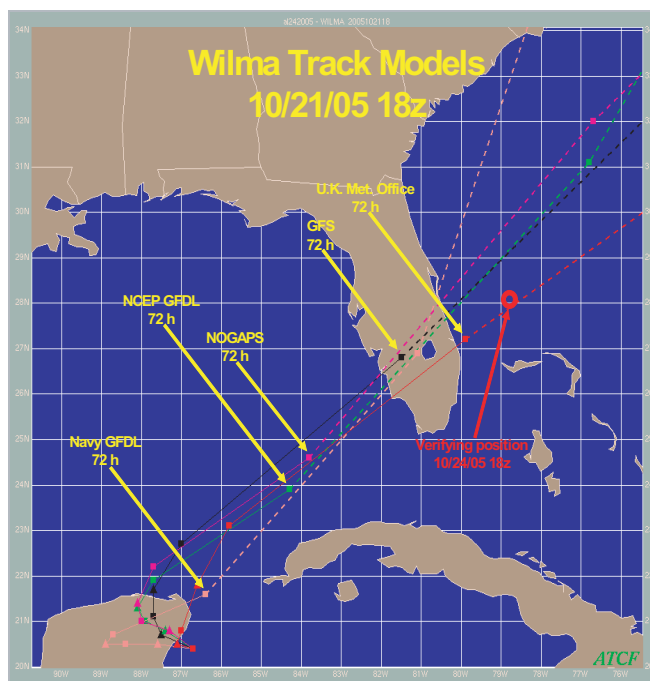 al242005 - WILMA 2005102118
Wilma Track Models
10/21/05 18z
34N
33N
32N
31N
30N
29N
28N
27N
26N
25N
24N
23N
22N
21N
20N
U.K. Met. Office
72 h
GFS
72 h
NCEP GFDL
72 h
NOGAPS
72 h
Navy GFDL
72 h
Verifying position
10/24/05 18z
ATCF
90W 89W 88W 87W 86W 85W 84W 83W 82W 81W 80W 79W 78W 77W 76W